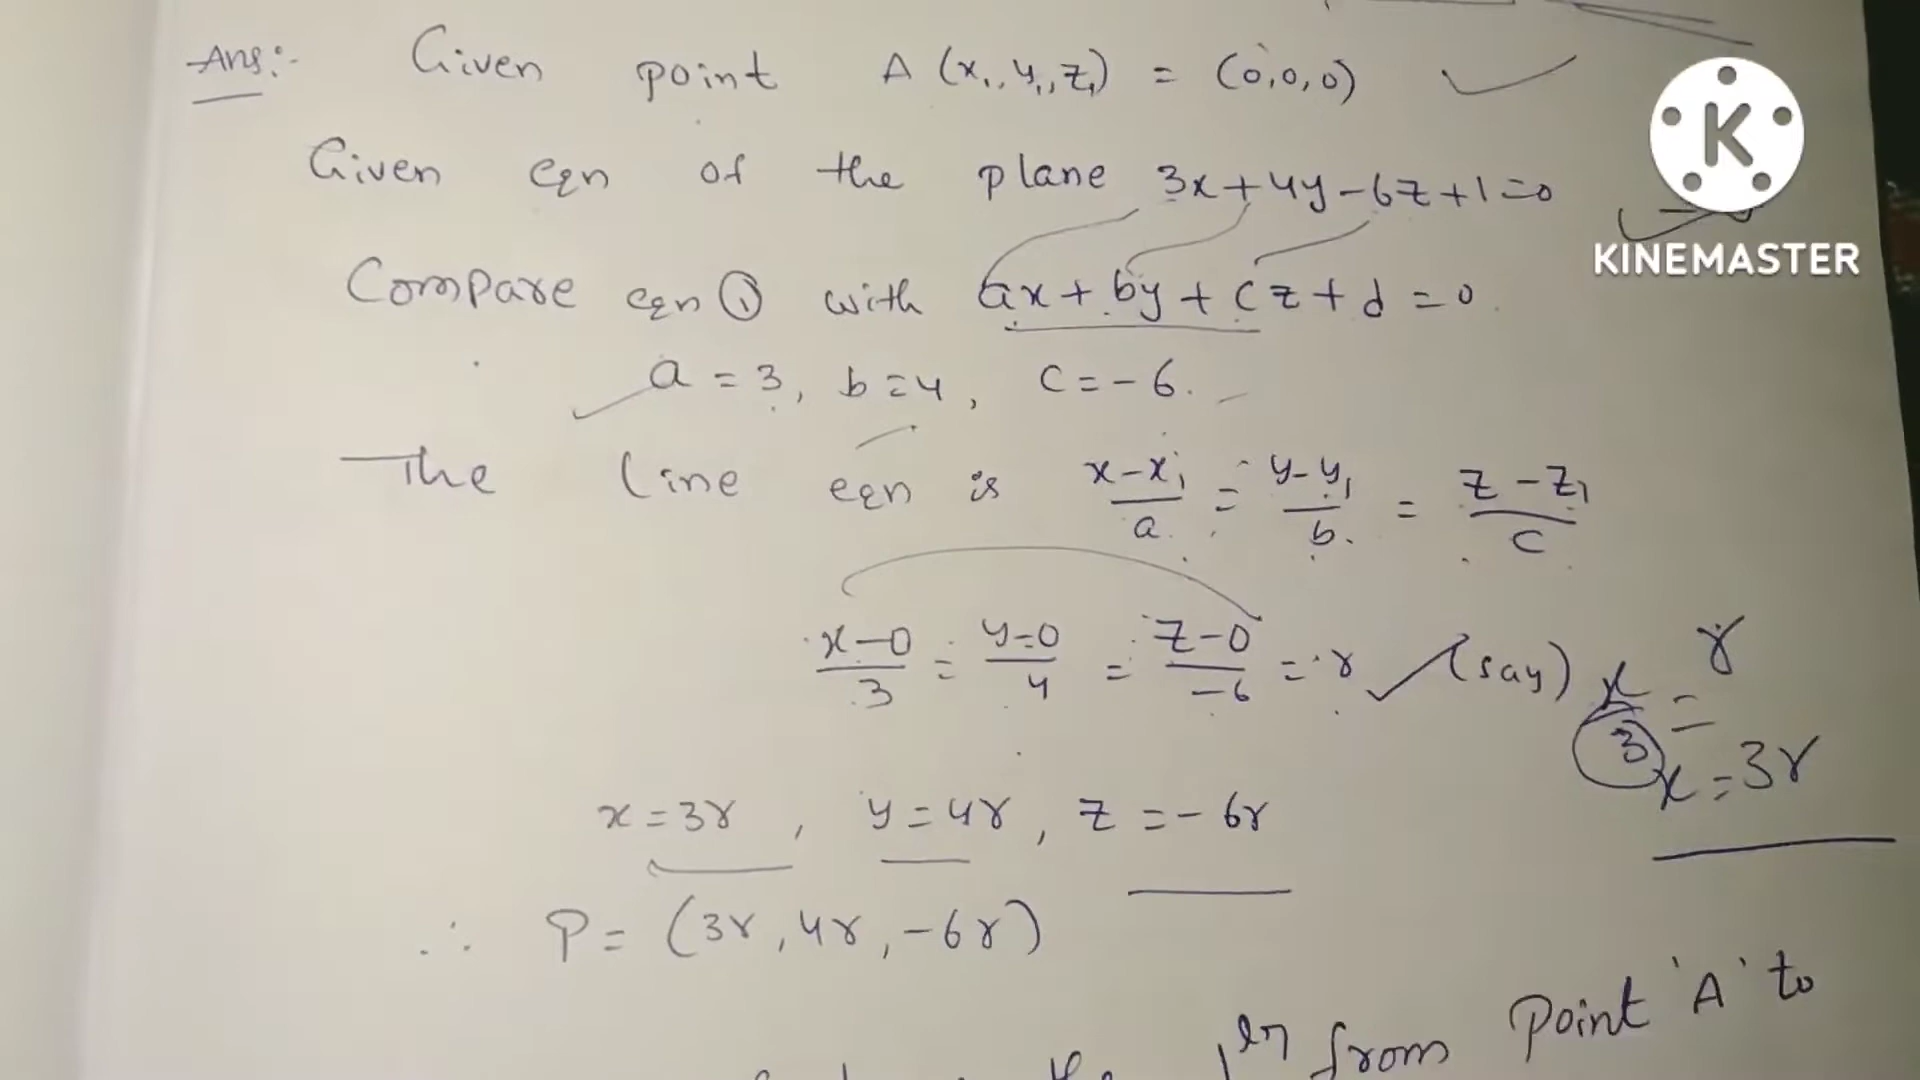 Ans:- Given point A (x₁, y₁, z₁) = (0, 0, 0)
Given eqn of the plane 3x+4y-6z+1=0
Compare eqn ① with ax+by+cz+d=0.
a=3, b=4, c=-6.
The line eqn is (x-x₁)/a = (y-y₁)/b. = (z-z₁)/c
(x-0)/3 = (y-0)/4 = (z-0)/-6 = r (say)
x/3 = r
x=3r
x=3r, y=4r, z=-6r
∴ P=(3r, 4r, -6r)
from point 'A' to
K
KINEMASTER